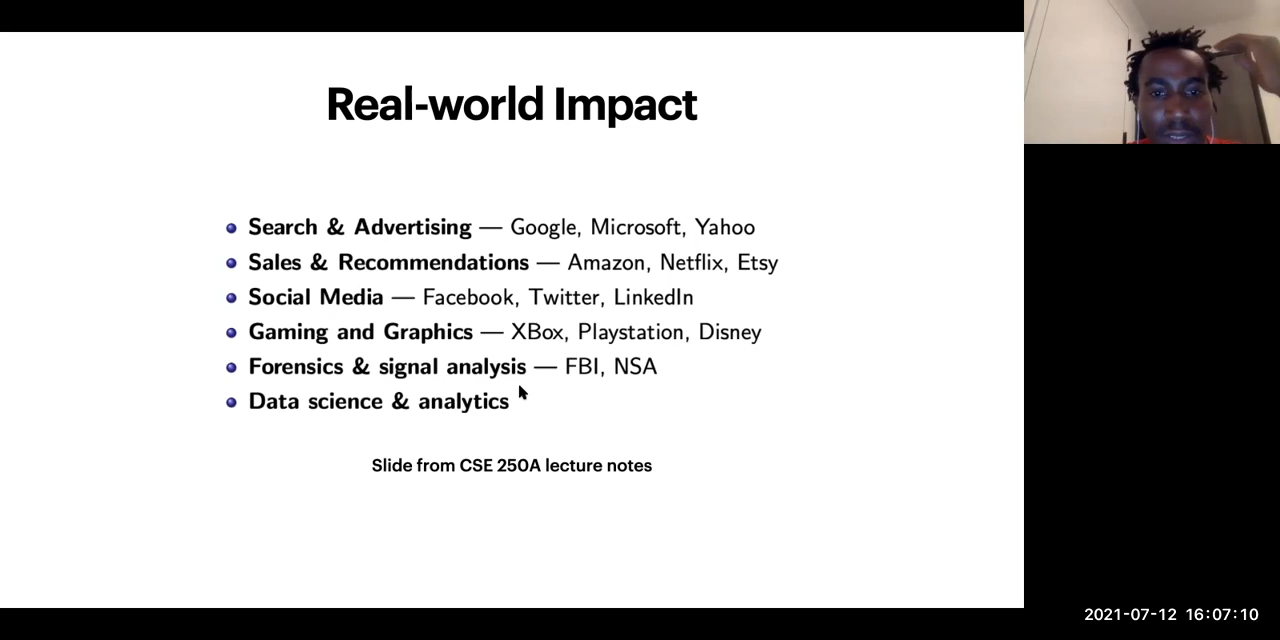 Real-world Impact
Search & Advertising — Google, Microsoft, Yahoo
Sales & Recommendations — Amazon, Netflix, Etsy
Social Media — Facebook, Twitter, LinkedIn
Gaming and Graphics — XBox, Playstation, Disney
Forensics & signal analysis — FBI, NSA
Data science & analytics
Slide from CSE 250A lecture notes
2021-07-12 16:07:10